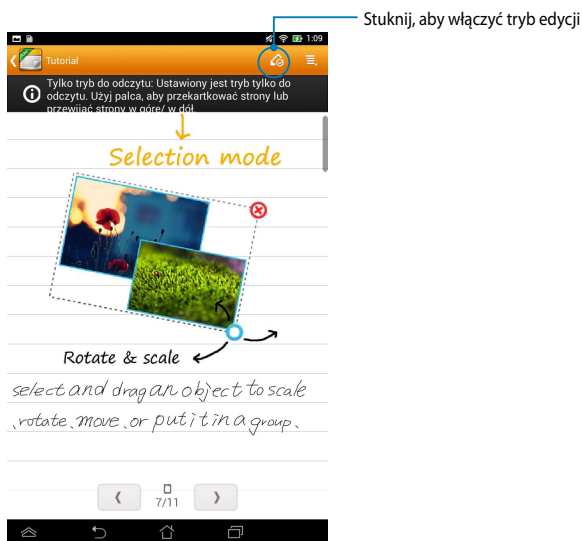 Stuknij, aby włączyć tryb edycji
1:09
Tutorial
Tylko tryb do odczytu: Ustawiony jest tryb tylko do
odczytu. Użyj palca, aby przekartkować strony lub
przewijać strony w górę/ w dół.
Selection mode
Rotate & scale
select and drag an object to scale
、rotate、move、or put it in a group、
7/11